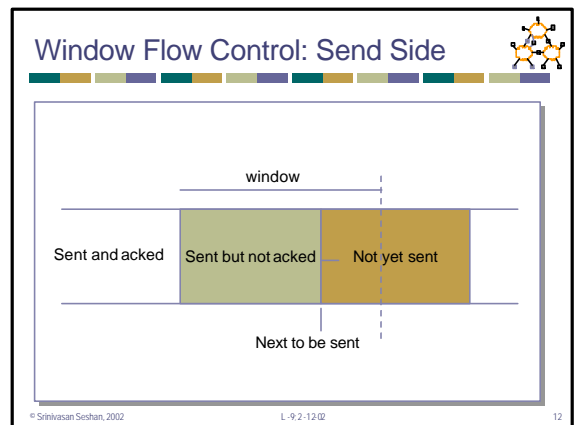 Window Flow Control: Send Side
window
Sent and acked Sent but not acked Not yet sent
Next to be sent
© Srinivasan Seshan, 2002 L -9; 2-12-02 12